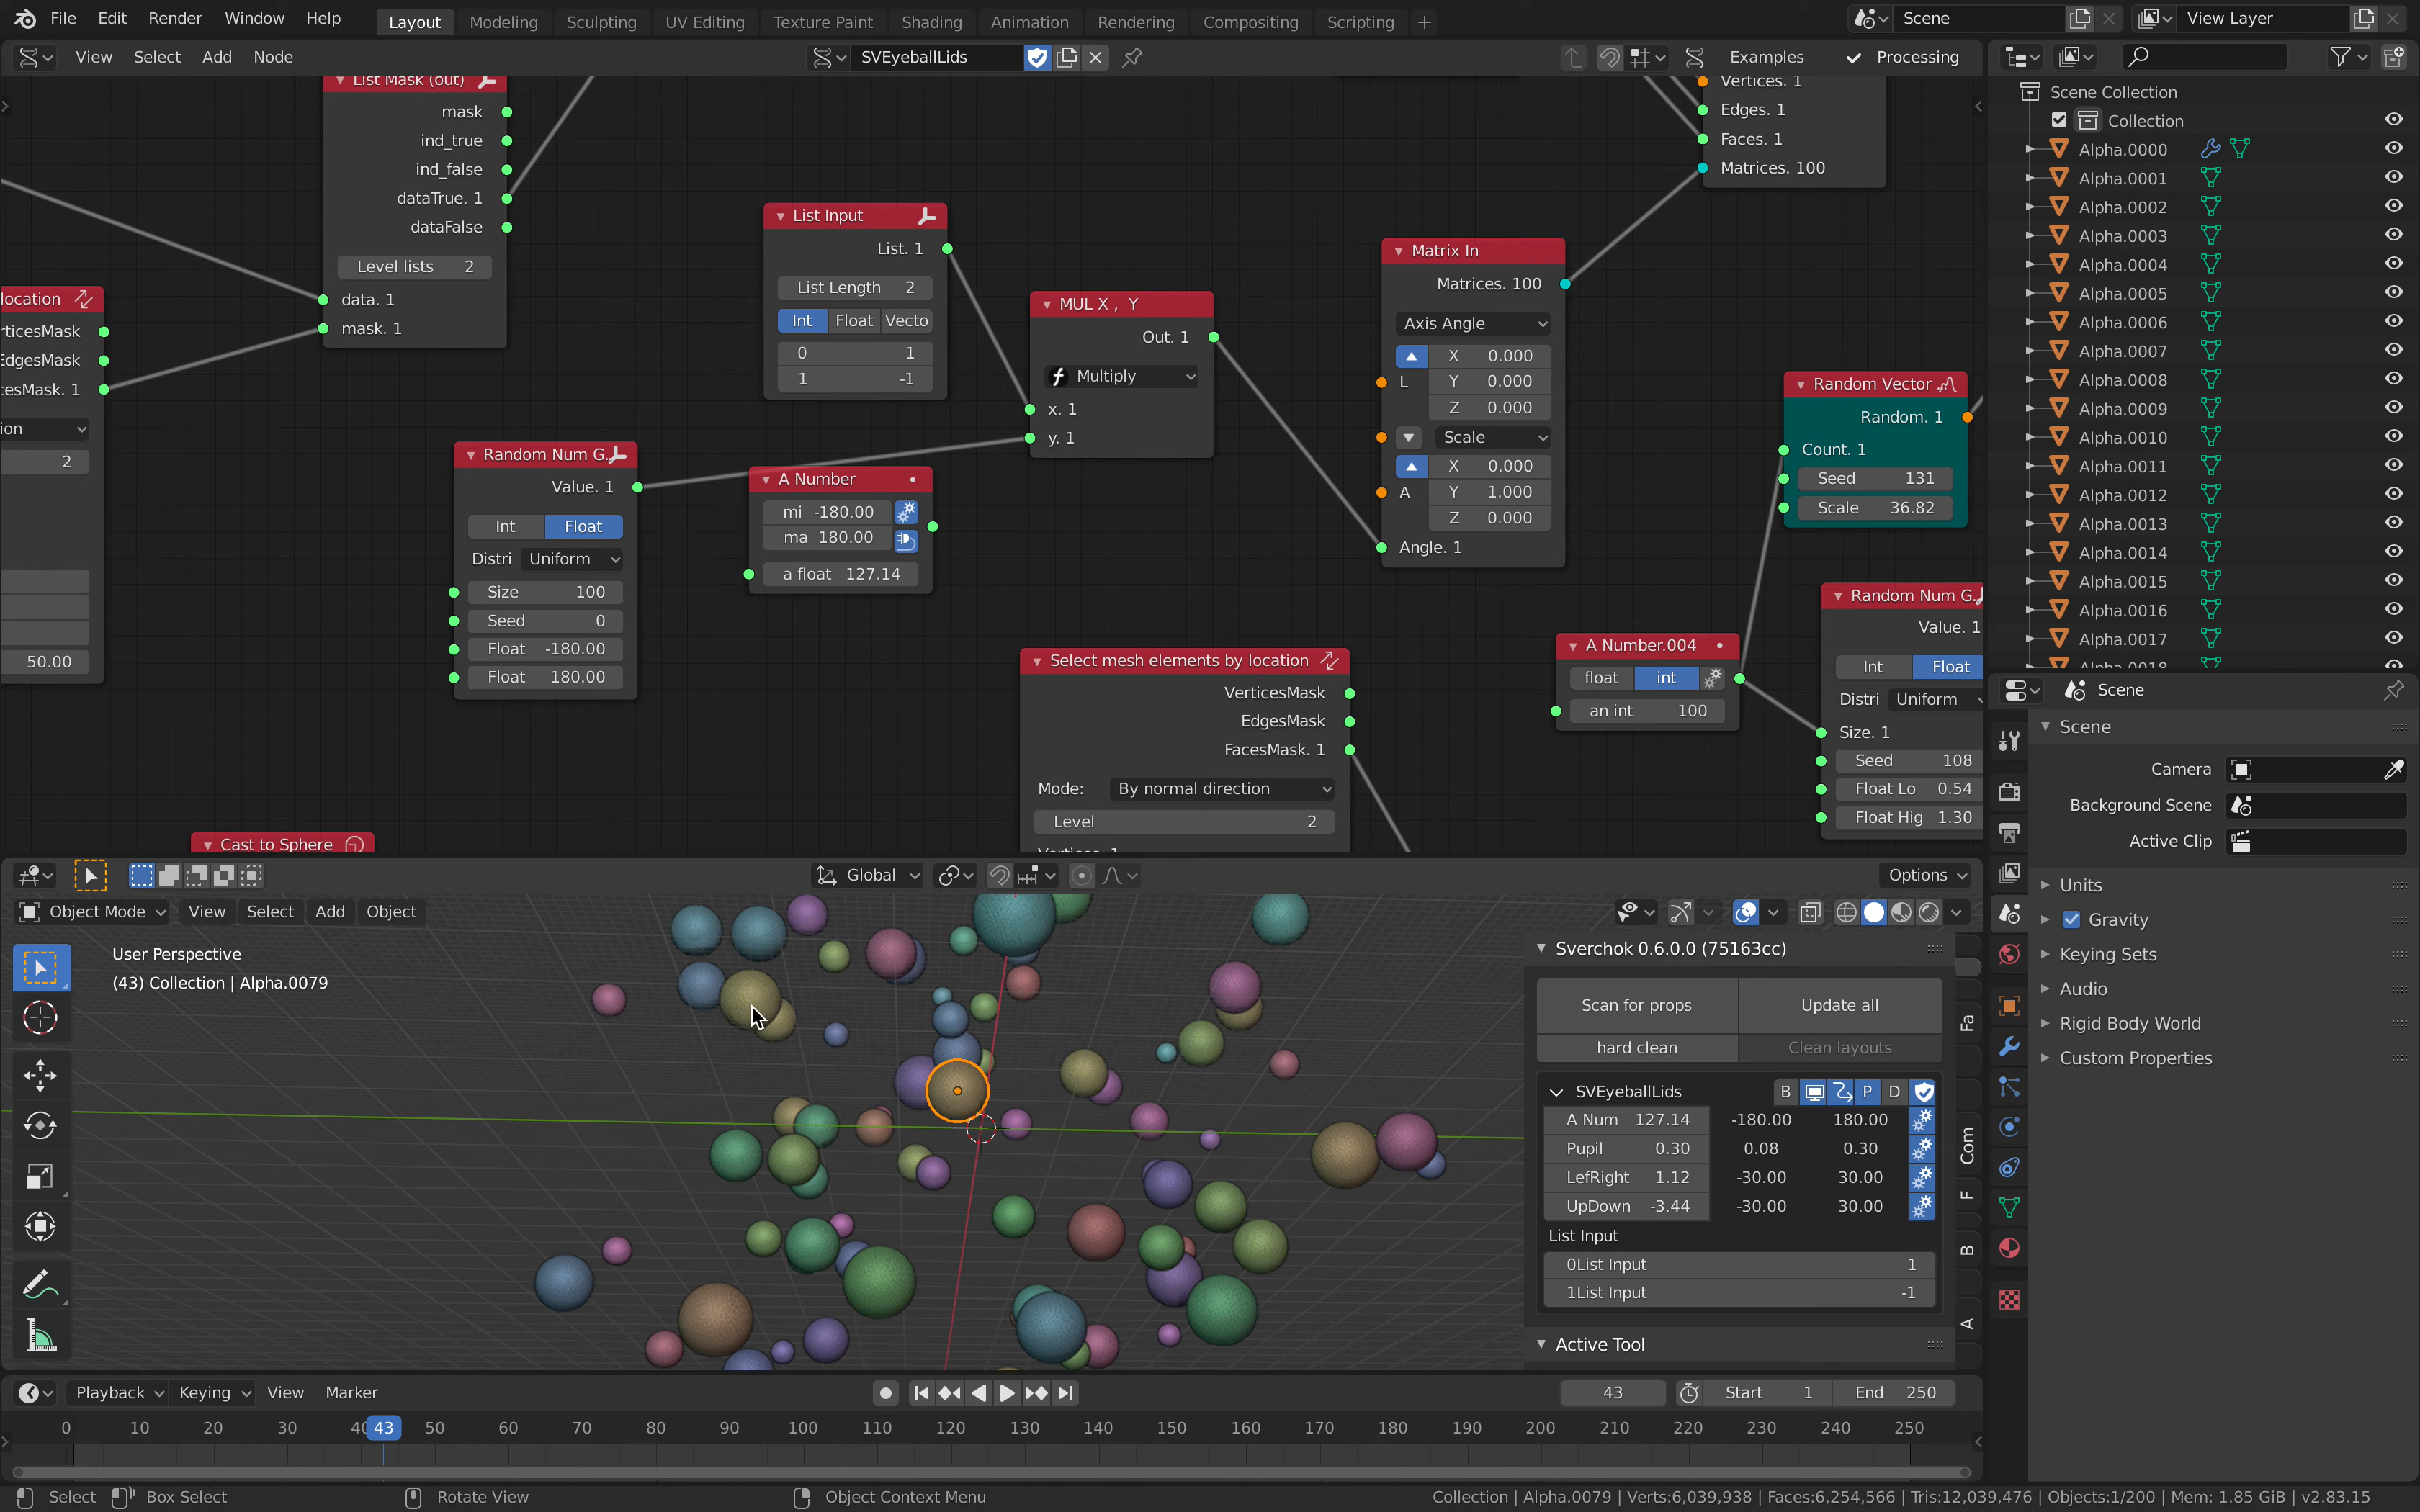 File Edit Render Window Help Layout Modeling Sculpting UV Editing Texture Paint Shading Animation Rendering Compositing Scripting + Scene View Layer
View Select Add Node SVEyeballLids Examples Processing
List Mask (out)
mask
ind_true
ind_false
dataTrue. 1
dataFalse
Level lists 2
data. 1
mask. 1
location
rticesMask
EdgesMask
cesMask. 1
ion
2
50.00
List Input
List. 1
List Length 2
Int Float Vecto
0 1
1 -1
MUL X , Y
Out. 1
Multiply
x. 1
y. 1
Random Num G.
Value. 1
Int Float
Distri Uniform
Size 100
Seed 0
Float -180.00
Float 180.00
A Number
mi -180.00
ma 180.00
a float 127.14
Matrix In
Matrices. 100
Axis Angle
X 0.000
L Y 0.000
Z 0.000
Scale
X 0.000
A Y 1.000
Z 0.000
Angle. 1
Vertices. 1
Edges. 1
Faces. 1
Matrices. 100
Random Vector
Random. 1
Count. 1
Seed 131
Scale 36.82
Select mesh elements by location
VerticesMask
EdgesMask
FacesMask. 1
Mode: By normal direction
Level 2
Vertices. 1
A Number.004
float int
an int 100
Random Num G.
Value. 1
Int Float
Distri Uniform
Size. 1
Seed 108
Float Lo 0.54
Float Hig 1.30
Cast to Sphere
Scene Collection
Collection
Alpha.0000
Alpha.0001
Alpha.0002
Alpha.0003
Alpha.0004
Alpha.0005
Alpha.0006
Alpha.0007
Alpha.0008
Alpha.0009
Alpha.0010
Alpha.0011
Alpha.0012
Alpha.0013
Alpha.0014
Alpha.0015
Alpha.0016
Alpha.0017
Alpha.0018
Scene
Scene
Camera
Background Scene
Active Clip
Units
Gravity
Keying Sets
Audio
Rigid Body World
Custom Properties
Global Options
Object Mode View Select Add Object
User Perspective
(43) Collection | Alpha.0079
Sverchok 0.6.0.0 (75163cc)
Scan for props Update all
hard clean Clean layouts
SVEyeballLids B P D
A Num 127.14 -180.00 180.00
Pupil 0.30 0.08 0.30
LefRight 1.12 -30.00 30.00
UpDown -3.44 -30.00 30.00
List Input
0List Input 1
1List Input -1
Active Tool
Fa
Com
F
B
A
Playback Keying View Marker 43 Start 1 End 250
0 10 20 30 40 43 50 60 70 80 90 100 110 120 130 140 150 160 170 180 190 200 210 220 230 240 250
Select Box Select Rotate View Object Context Menu Collection | Alpha.0079 | Verts:6,039,938 | Faces:6,254,566 | Tris:12,039,476 | Objects:1/200 | Mem: 1.85 GiB | v2.83.15